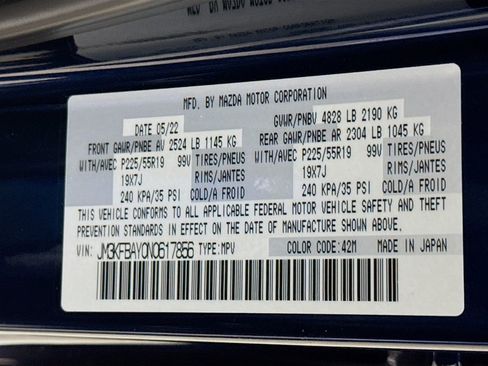 MFD. BY MAZDA MOTOR CORPORATION
DATE 05/22 GVWR/PNBV 4828 LB 2190 KG
FRONT GAWR/PNBE AV 2524 LB 1145 KG REAR GAWR/PNBE AR 2304 LB 1045 KG
WITH/AVEC P225/55R19 99V TIRES/PNEUS WITH/AVEC P225/55R19 99V TIRES/PNEUS
19X7J RIMS/JANTES 19X7J RIMS/JANTES
240 KPA/35 PSI COLD/A FROID 240 KPA/35 PSI COLD/A FROID
THIS VEHICLE CONFORMS TO ALL APPLICABLE FEDERAL MOTOR VEHICLE SAFETY AND THEFT
PREVENTION STANDARDS IN EFFECT ON THE DATE OF MANUFACTURE SHOWN ABOVE.
VIN: JM3KFBAY0N0617856 TYPE:MPV COLOR CODE:42M MADE IN JAPAN